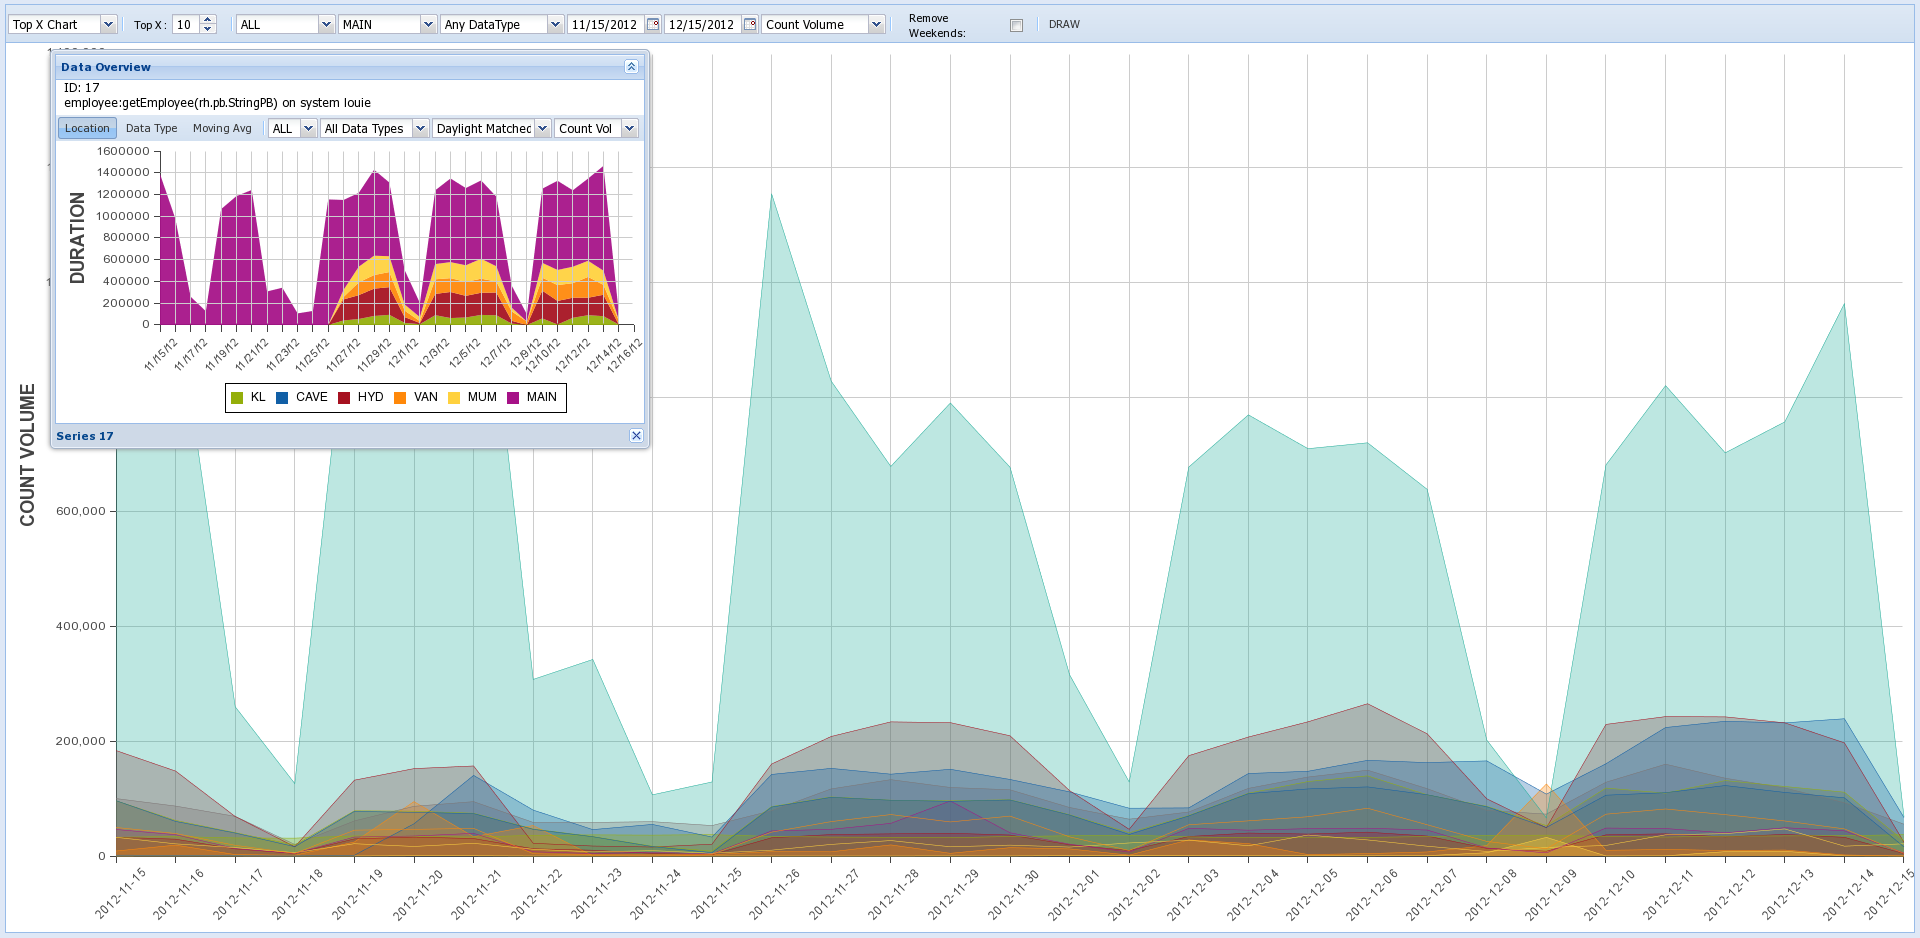 Top X Chart Top X : 10 ALL MAIN Any DataType 11/15/2012 12/15/2012 Count Volume Remove Weekends: DRAW
Data Overview
ID: 17
employee:getEmployee(rh.pb.StringPB) on system louie
Location Data Type Moving Avg ALL All Data Types Daylight Matched Count Vol
DURATION
1600000
1400000
1200000
1000000
800000
600000
400000
200000
0
11/15/12 11/17/12 11/19/12 11/21/12 11/23/12 11/25/12 11/27/12 11/29/12 12/1/12 12/3/12 12/5/12 12/7/12 12/9/12 12/10/12 12/12/12 12/14/12 12/16/12
KL CAVE HYD VAN MUM MAIN
Series 17
COUNT VOLUME
600,000
400,000
200,000
0
2012-11-15 2012-11-16 2012-11-17 2012-11-18 2012-11-19 2012-11-20 2012-11-21 2012-11-22 2012-11-23 2012-11-24 2012-11-25 2012-11-26 2012-11-27 2012-11-28 2012-11-29 2012-11-30 2012-12-01 2012-12-02 2012-12-03 2012-12-04 2012-12-05 2012-12-06 2012-12-07 2012-12-08 2012-12-09 2012-12-10 2012-12-11 2012-12-12 2012-12-13 2012-12-14 2012-12-15